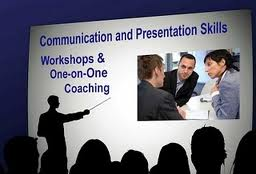 Communication and Presentation Skills
Workshops &
One-on-One
Coaching